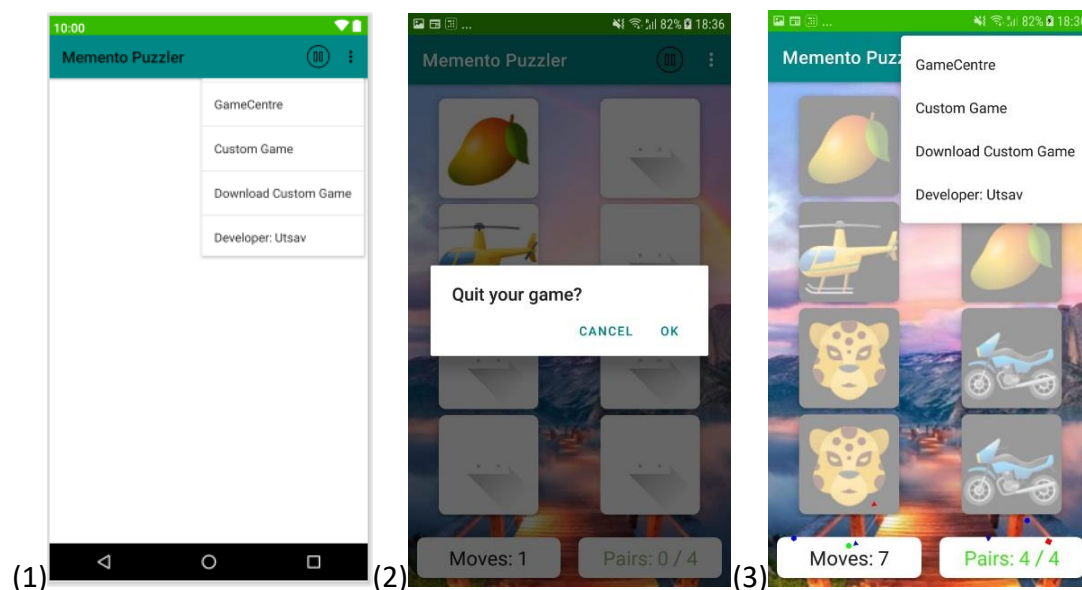 10:00
Memento Puzzler
GameCentre
Custom Game
Download Custom Game
Developer: Utsav
(1)
... 82% 18:36
Memento Puzzler
Quit your game?
CANCEL OK
Moves: 1 Pairs: 0 / 4
(2)
... 82% 18:36
Memento Puzz
GameCentre
Custom Game
Download Custom Game
Developer: Utsav
Moves: 7 Pairs: 4 / 4
(3)